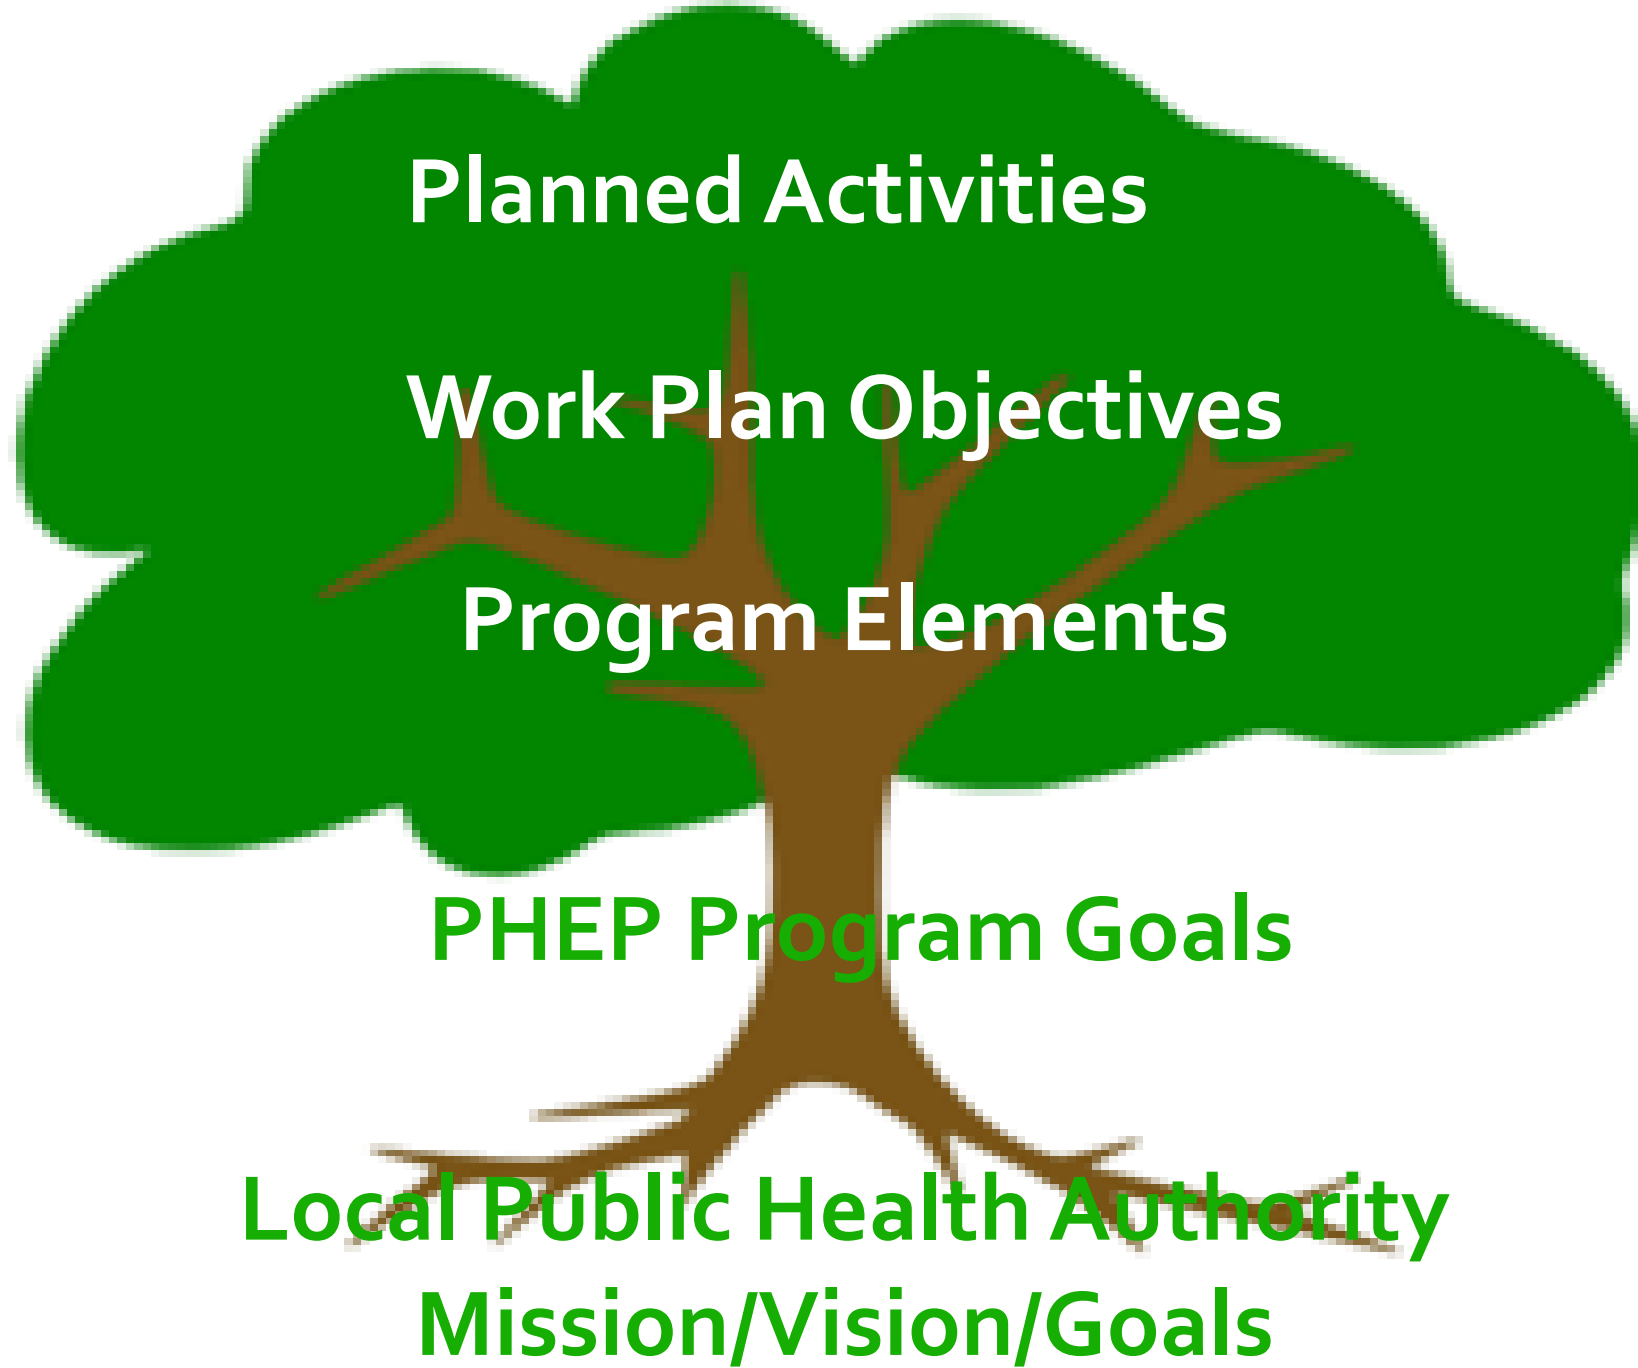 Planned Activities
Work Plan Objectives
Program Elements
PHEP Program Goals
Local Public Health Authority
Mission/Vision/Goals